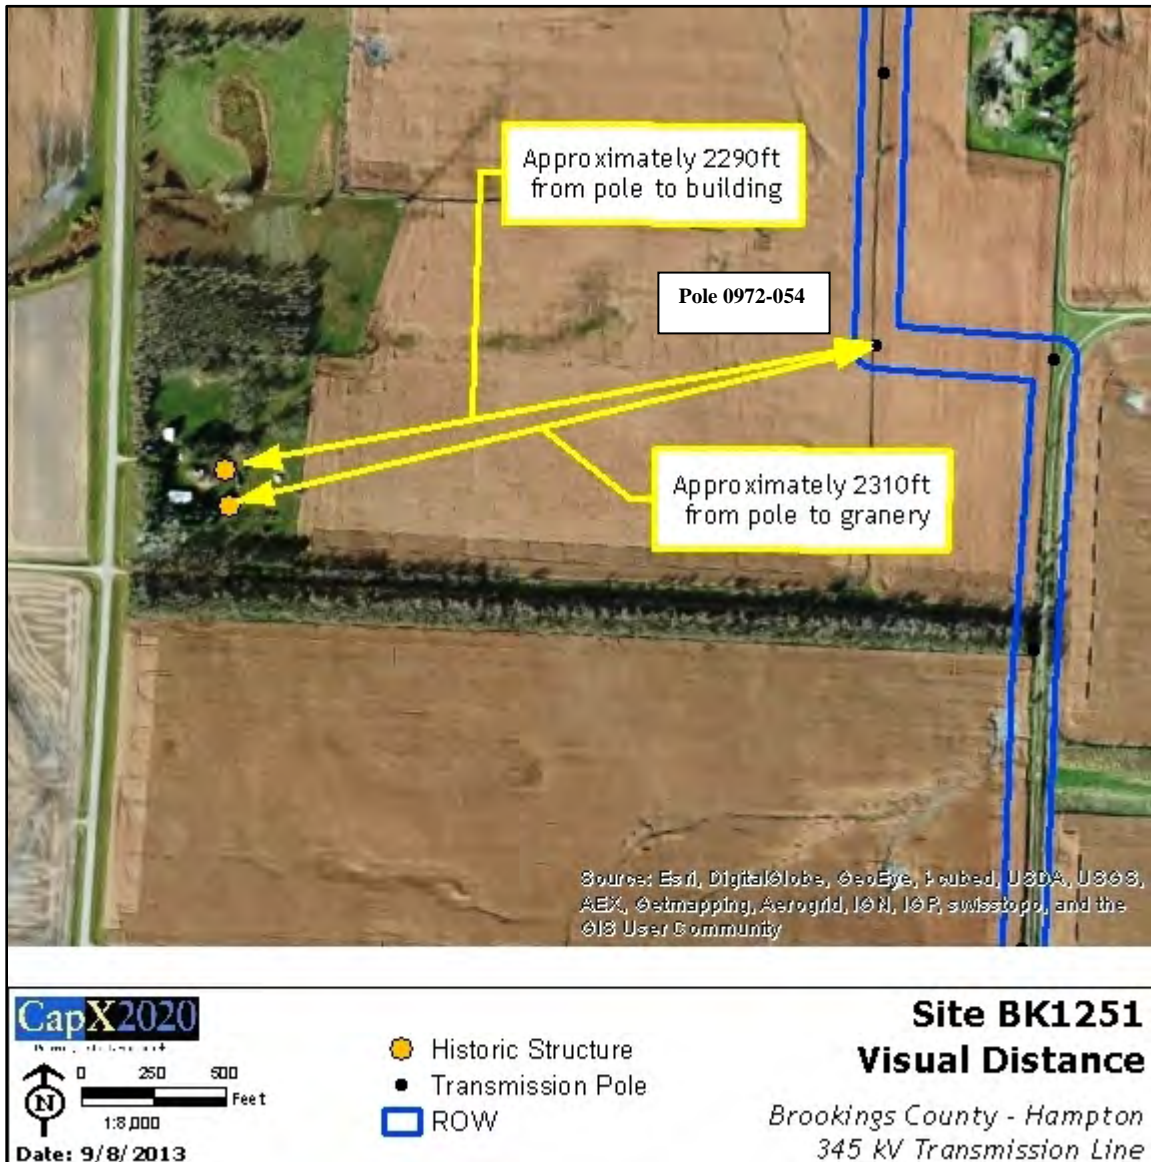 Approximately 2290ft
from pole to building
Pole 0972-054
Approximately 2310ft
from pole to granery
Source: Esri, DigitalGlobe, GeoEye, i-cubed, USDA, USGS,
AEX, Getmapping, Aerogrid, IGN, IGP, swisstopo, and the
GIS User Community
CapX2020
N
0 250 500
Feet
1:8,000
Date: 9/8/2013
Historic Structure
Transmission Pole
ROW
Site BK1251
Visual Distance
Brookings County - Hampton
345 kV Transmission Line